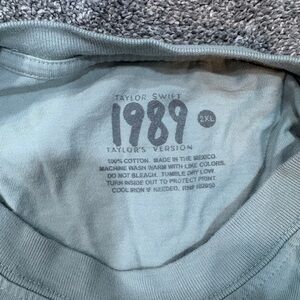 TAYLOR SWIFT
1989
2XL
TAYLOR'S VERSION
100% COTTON. MADE IN THE MEXICO.
MACHINE WASH WARM WITH LIKE COLORS.
DO NOT BLEACH. TUMBLE DRY LOW.
TURN INSIDE OUT TO PROTECT PRINT.
COOL IRON IF NEEDED. RN#